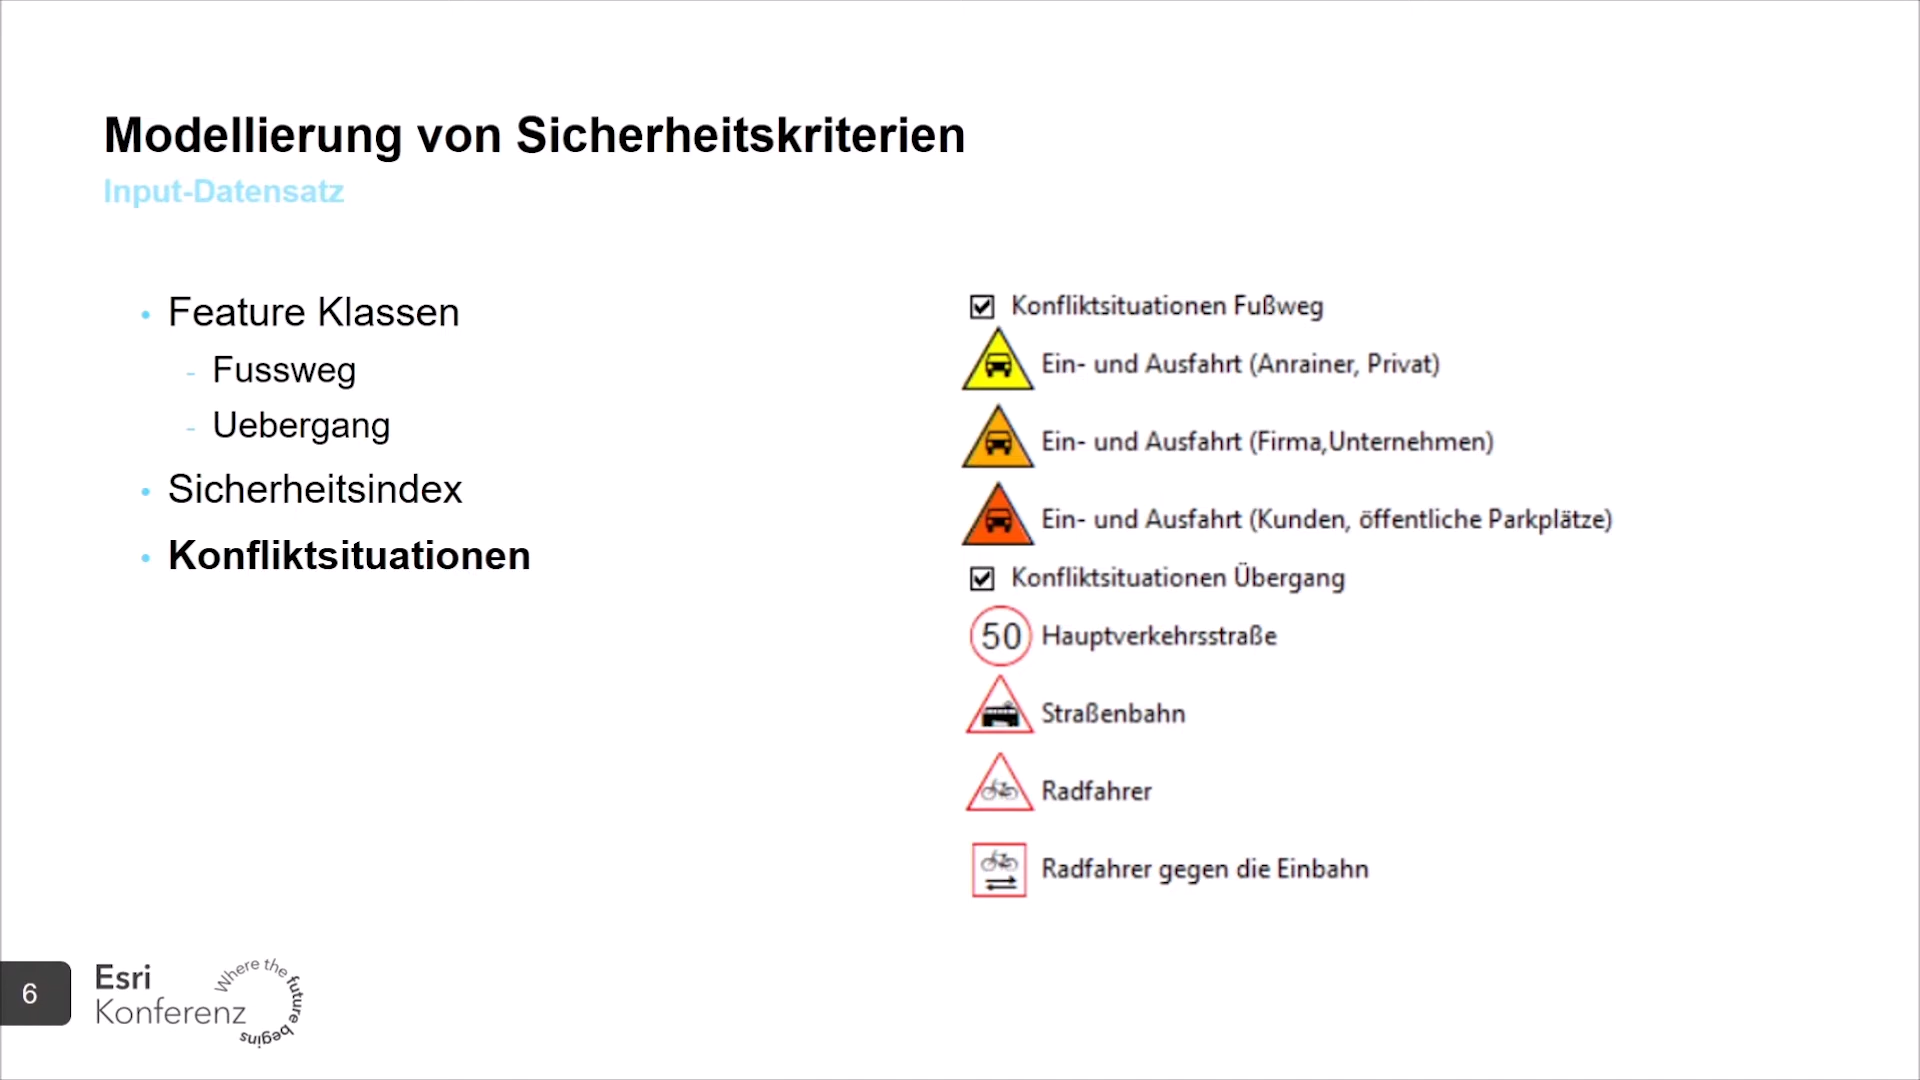 Modellierung von Sicherheitskriterien
Input-Datensatz
• Feature Klassen
- Fussweg
- Uebergang
• Sicherheitsindex
• Konfliktsituationen
Konfliktsituationen Fußweg
Ein- und Ausfahrt (Anrainer, Privat)
Ein- und Ausfahrt (Firma,Unternehmen)
Ein- und Ausfahrt (Kunden, öffentliche Parkplätze)
Konfliktsituationen Übergang
50 Hauptverkehrsstraße
Straßenbahn
Radfahrer
Radfahrer gegen die Einbahn
6
Esri
Konferenz
Where the future begins